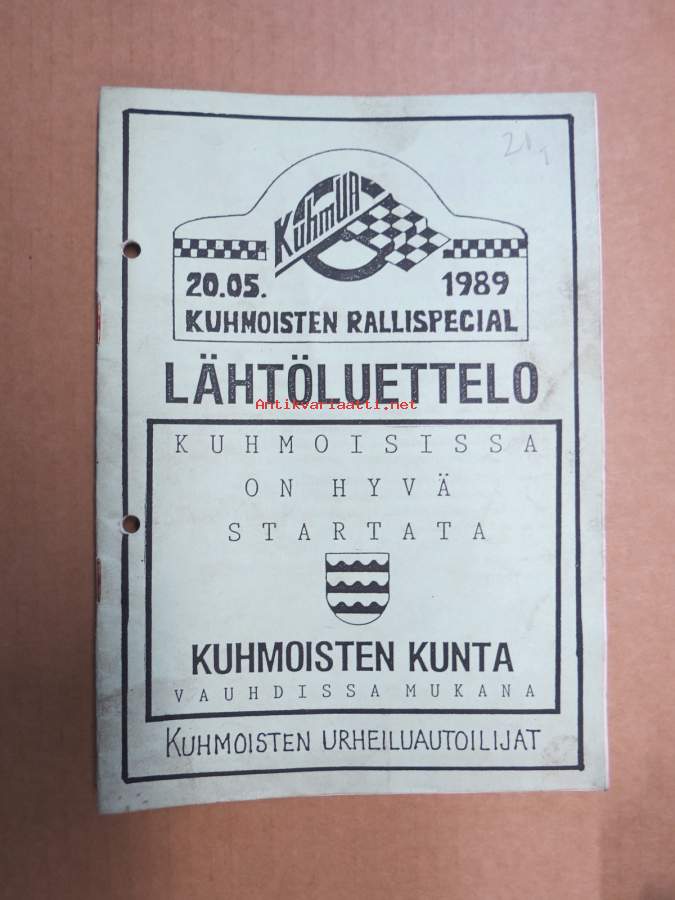 21,
KuhmUA
20.05. 1989
KUHMOISTEN RALLISPECIAL
LÄHTÖLUETTELO
Antikvariaatti.net
KUHMOISISSA
ON HYVÄ
STARTATA
KUHMOISTEN KUNTA
VAUHDISSA MUKANA
KUHMOISTEN URHEILUAUTOILIJAT